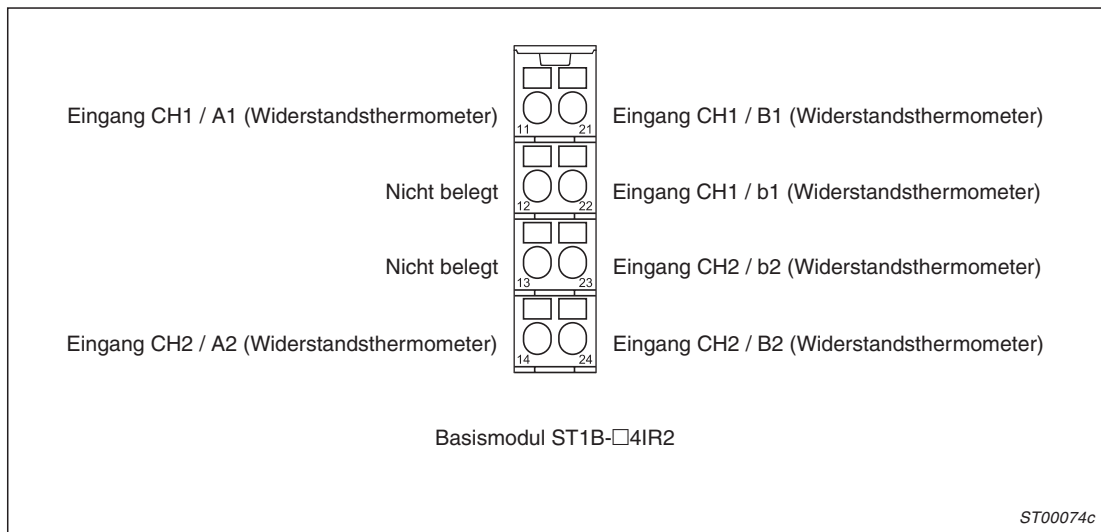 Eingang CH1 / A1 (Widerstandsthermometer)
11
21
Eingang CH1 / B1 (Widerstandsthermometer)
Nicht belegt
12
22
Eingang CH1 / b1 (Widerstandsthermometer)
Nicht belegt
13
23
Eingang CH2 / b2 (Widerstandsthermometer)
Eingang CH2 / A2 (Widerstandsthermometer)
14
24
Eingang CH2 / B2 (Widerstandsthermometer)
Basismodul ST1B-□4IR2
ST00074c